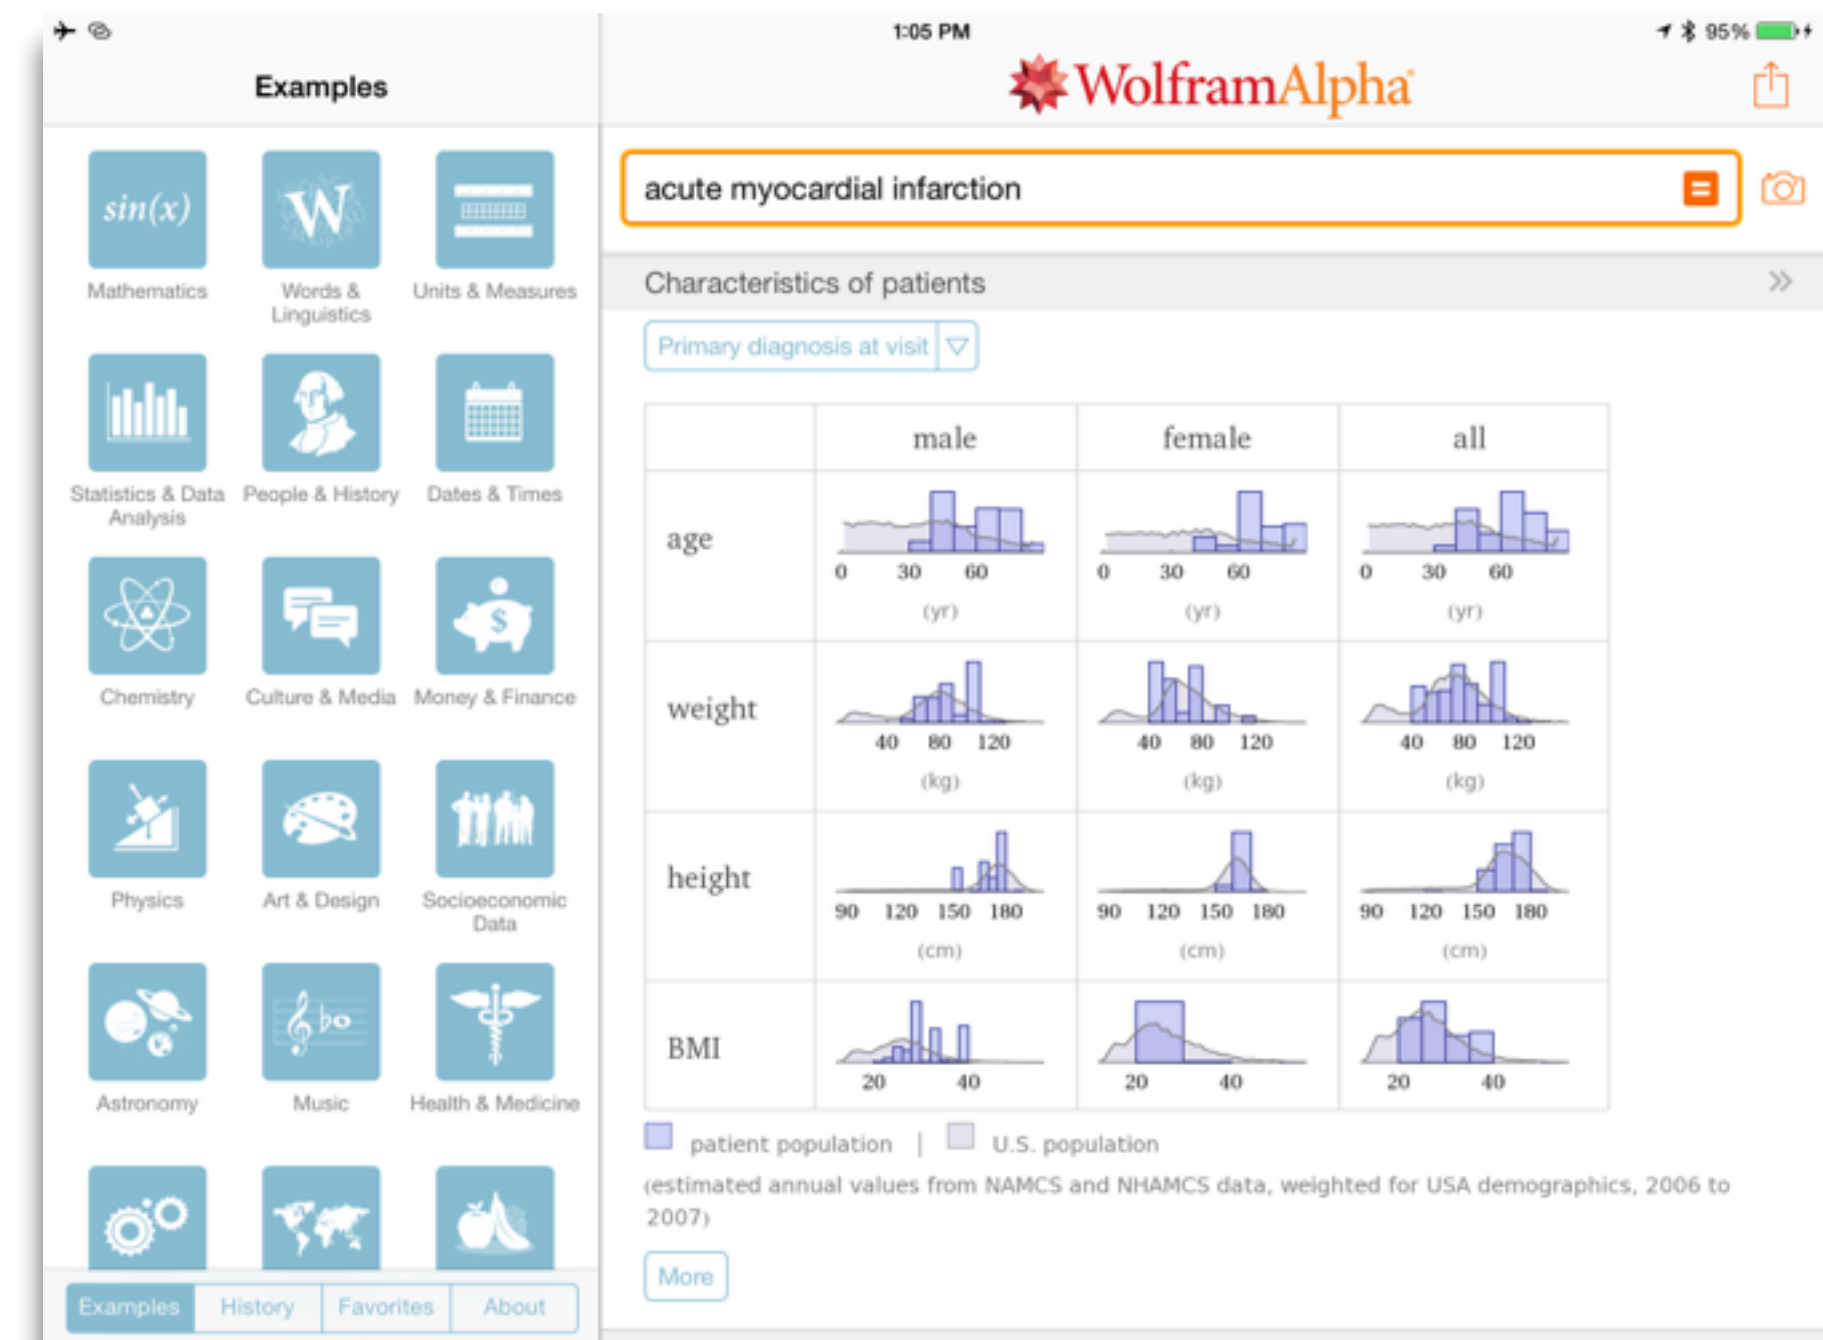 1:05 PM
95%
Examples
WolframAlpha
sin(x)
W
Mathematics
Words &
Linguistics
Units & Measures
Statistics & Data
Analysis
People & History
Dates & Times
$
Chemistry
Culture & Media
Money & Finance
Physics
Art & Design
Socioeconomic
Data
Astronomy
Music
Health & Medicine
Examples
History
Favorites
About
acute myocardial infarction
=
Characteristics of patients
Primary diagnosis at visit
male female all
age
0 30 60
(yr)
0 30 60
(yr)
0 30 60
(yr)
weight
40 80 120
(kg)
40 80 120
(kg)
40 80 120
(kg)
height
90 120 150 180
(cm)
90 120 150 180
(cm)
90 120 150 180
(cm)
BMI
20 40
20 40
20 40
patient population | U.S. population
(estimated annual values from NAMCS and NHAMCS data, weighted for USA demographics, 2006 to
2007)
More